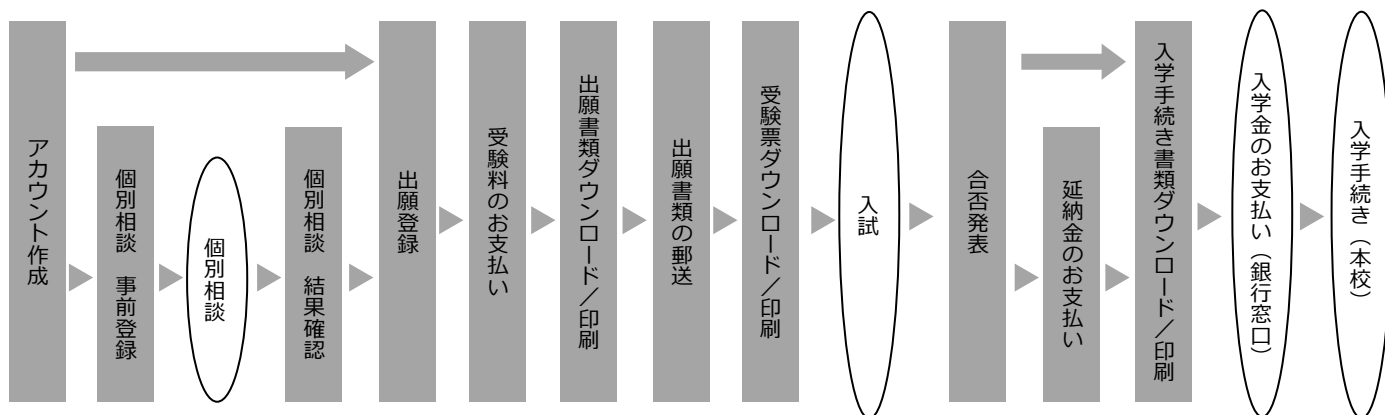 アカウント作成
個別相談　事前登録
個別相談
個別相談　結果確認
出願登録
受験料のお支払い
出願書類ダウンロード／印刷
出願書類の郵送
受験票ダウンロード／印刷
入試
合否発表
延納金のお支払い
入学手続き書類ダウンロード／印刷
入学金のお支払い（銀行窓口）
入学手続き（本校）